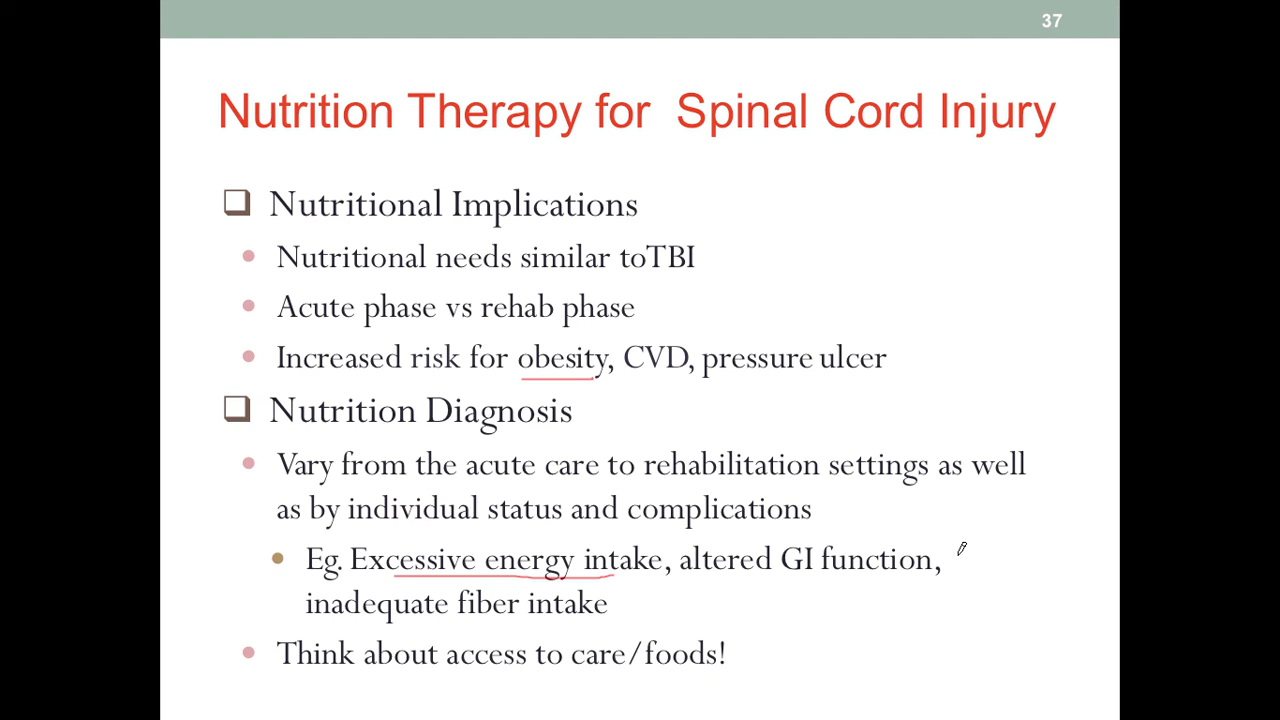 37
Nutrition Therapy for Spinal Cord Injury
Nutritional Implications
Nutritional needs similar toTBI
Acute phase vs rehab phase
Increased risk for obesity, CVD, pressure ulcer
Nutrition Diagnosis
Vary from the acute care to rehabilitation settings as well
as by individual status and complications
Eg. Excessive energy intake, altered GI function,
inadequate fiber intake
Think about access to care/foods!